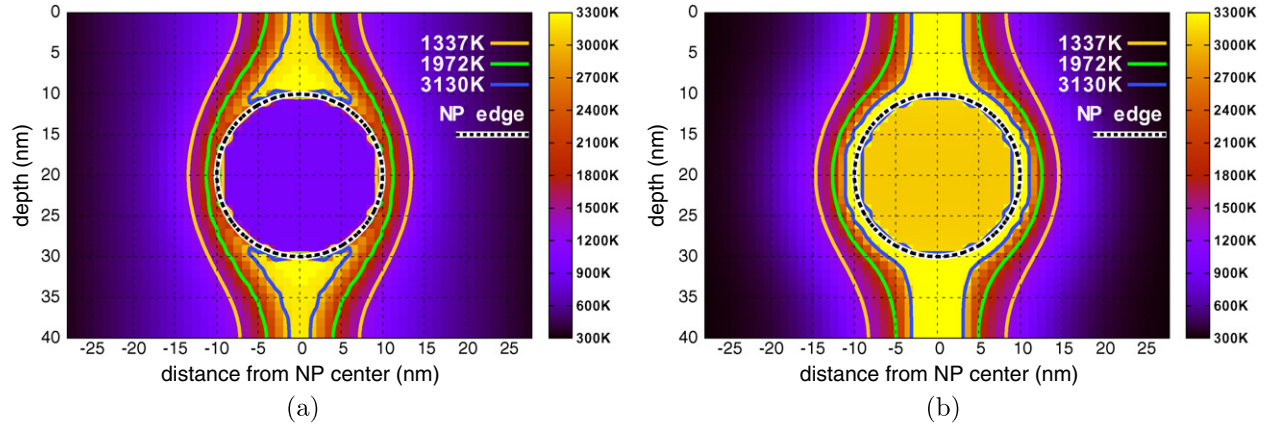 0
5
10
15
20
25
30
35
40
depth (nm)
-25 -20 -15 -10 -5 0 5 10 15 20 25
distance from NP center (nm)
1337K
1972K
3130K
NP edge
3300K
3000K
2700K
2400K
2100K
1800K
1500K
1200K
900K
600K
300K
(a)
0
5
10
15
20
25
30
35
40
depth (nm)
-25 -20 -15 -10 -5 0 5 10 15 20 25
distance from NP center (nm)
1337K
1972K
3130K
NP edge
3300K
3000K
2700K
2400K
2100K
1800K
1500K
1200K
900K
600K
300K
(b)